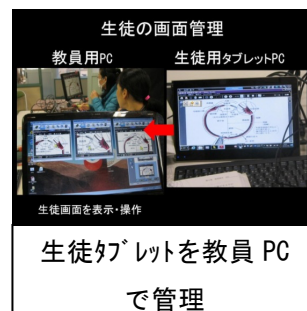 生徒の画面管理
教員用PC
生徒用タブレットPC
生徒画面を表示・操作
生徒ﾀﾌﾞﾚｯﾄを教員 PC
で管理